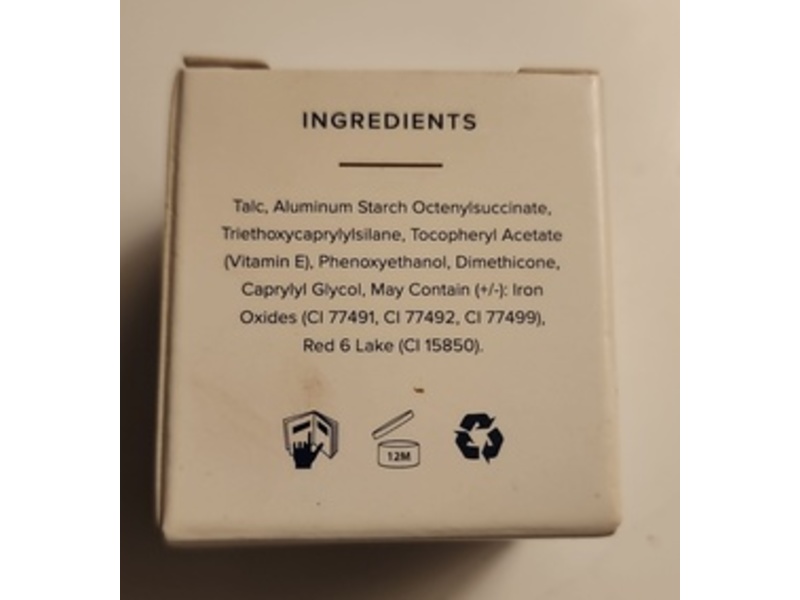 INGREDIENTS
Talc, Aluminum Starch Octenylsuccinate,
Triethoxycaprylylsilane, Tocopheryl Acetate
(Vitamin E), Phenoxyethanol, Dimethicone,
Caprylyl Glycol, May Contain (+/-): Iron
Oxides (CI 77491, CI 77492, CI 77499),
Red 6 Lake (CI 15850).
12M